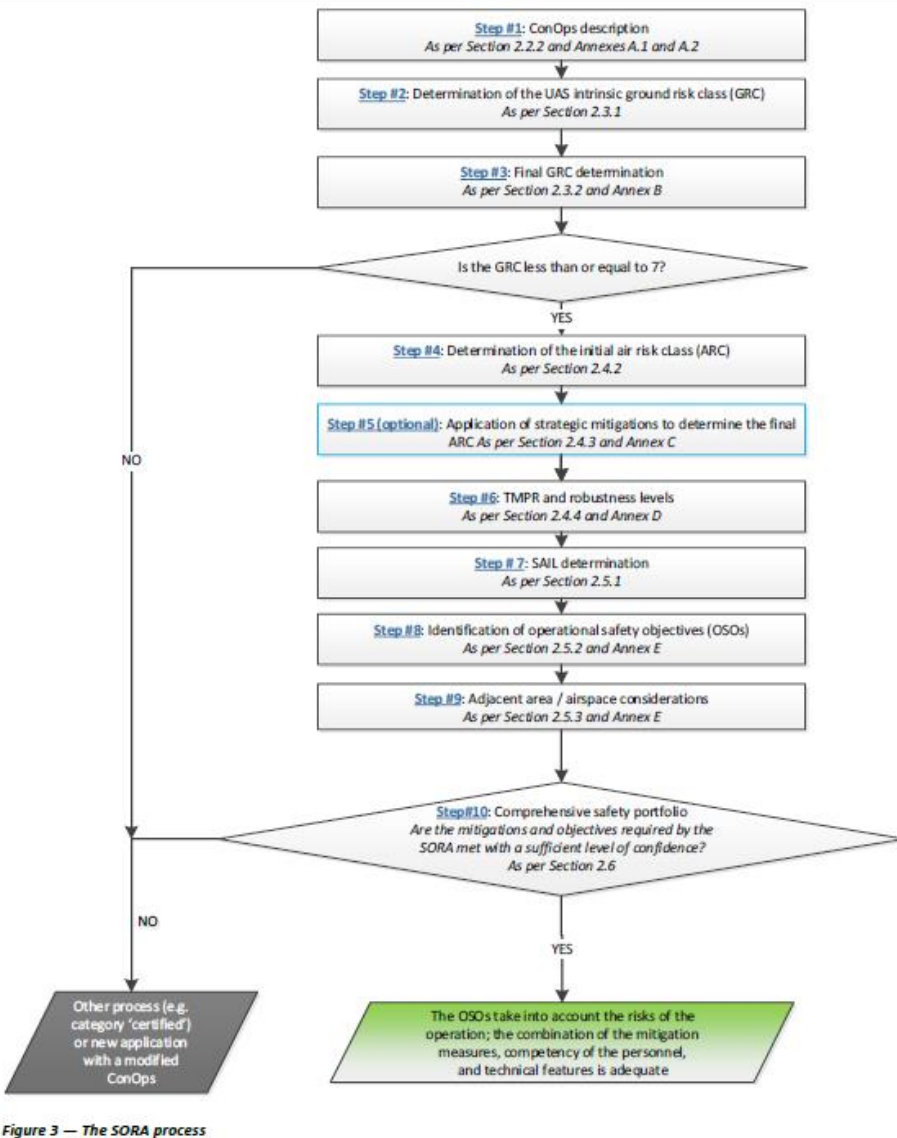 Step #1: ConOps description
As per Section 2.2.2 and Annexes A.1 and A.2
Step #2: Determination of the UAS intrinsic ground risk class (GRC)
As per Section 2.3.1
Step #3: Final GRC determination
As per Section 2.3.2 and Annex B
Is the GRC less than or equal to 7?
YES
Step #4: Determination of the initial air risk cLass (ARC)
As per Section 2.4.2
Step #5 (optional): Application of strategic mitigations to determine the final
ARC As per Section 2.4.3 and Annex C
NO
Step #6: TMPR and robustness levels
As per Section 2.4.4 and Annex D
Step # 7: SAIL determination
As per Section 2.5.1
Step #8: Identification of operational safety objectives (OSOs)
As per Section 2.5.2 and Annex E
Step #9: Adjacent area / airspace considerations
As per Section 2.5.3 and Annex E
Step#10: Comprehensive safety portfolio
Are the mitigations and objectives required by the
SORA met with a sufficient level of confidence?
As per Section 2.6
NO
YES
Other process (e.g.
category ‘certified’)
or new application
with a modified
ConOps
The OSOs take into account the risks of the
operation; the combination of the mitigation
measures, competency of the personnel,
and technical features is adequate
Figure 3 — The SORA process